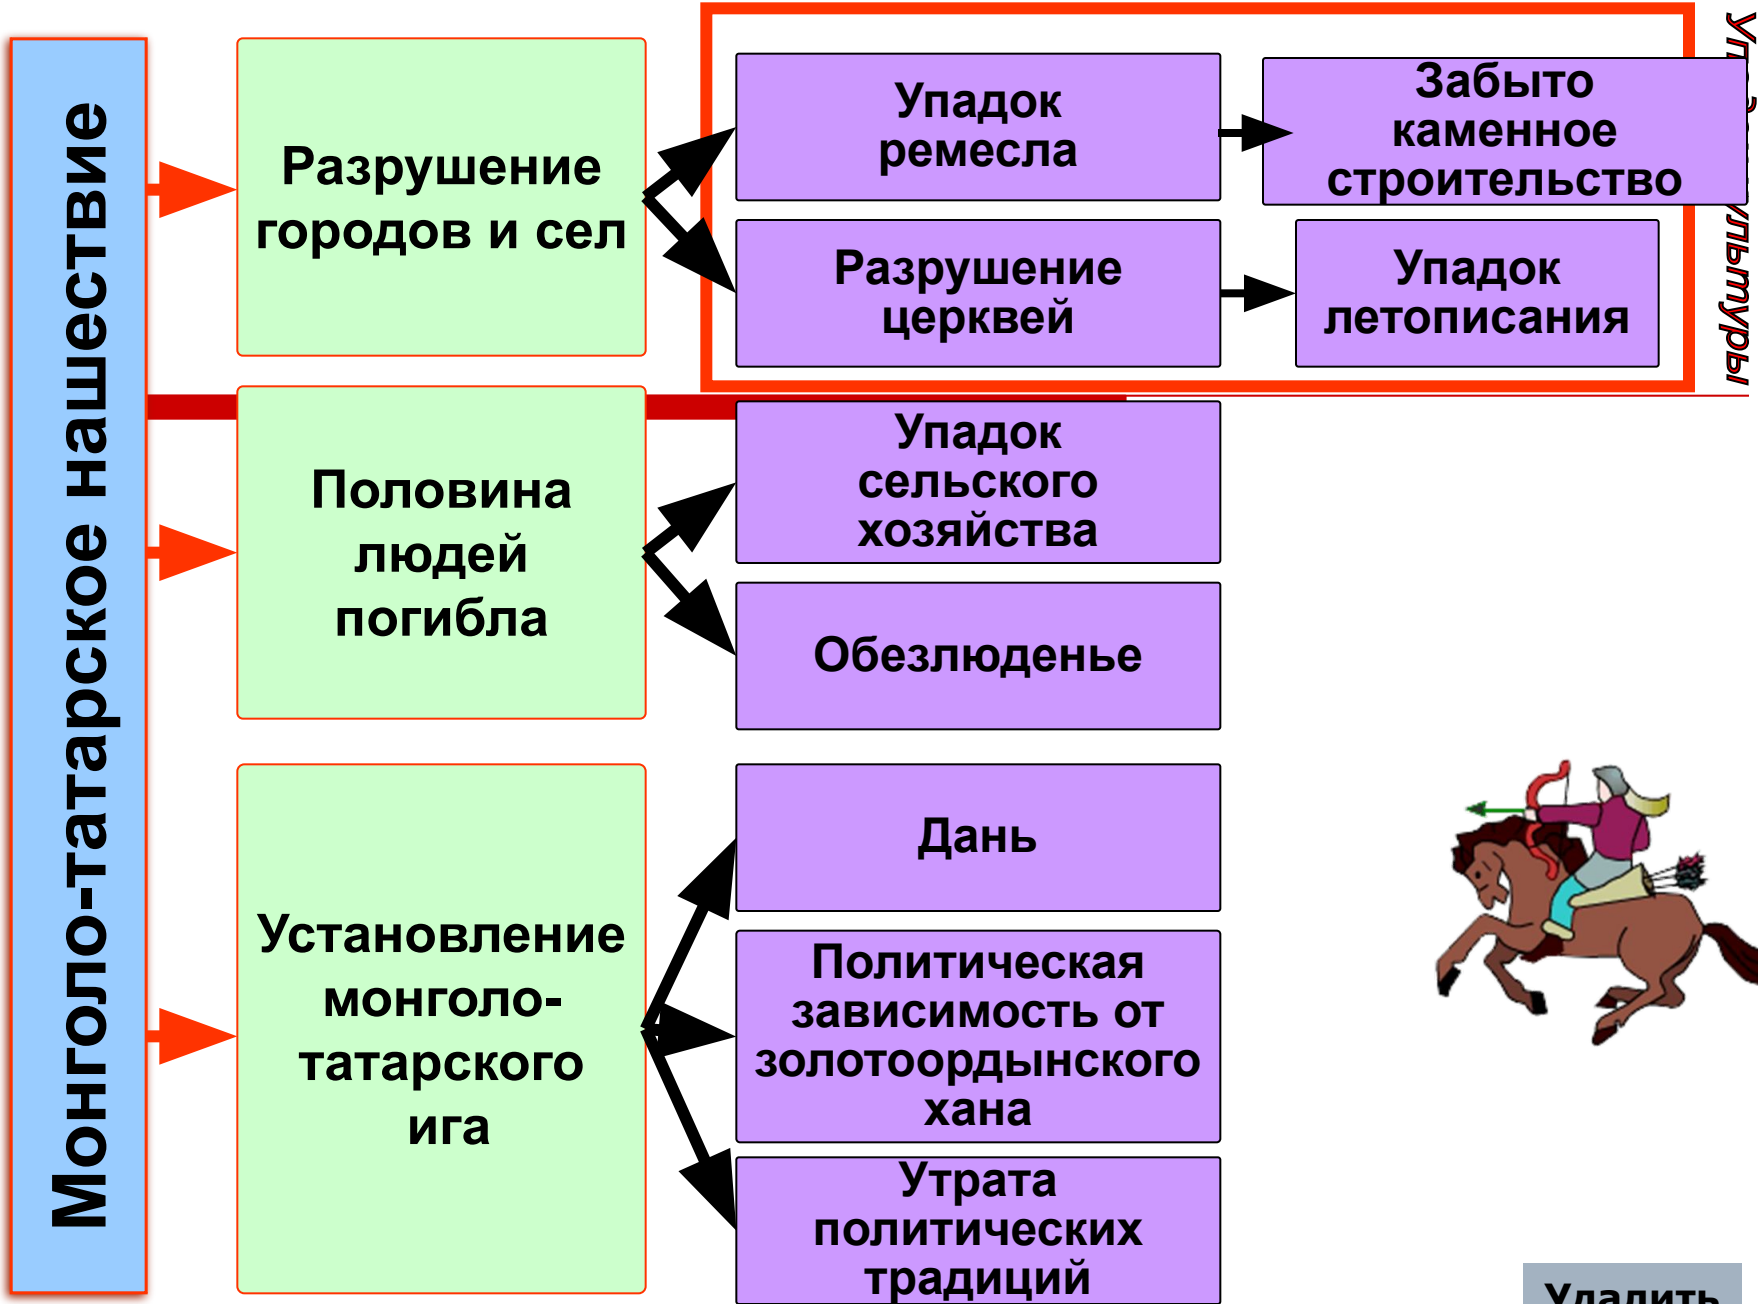 Монголо-татарское нашествие
Разрушение
городов и сел
Упадок
ремесла
Забыто
каменное
строительство
Разрушение
церквей
Упадок
летописания
Половина
людей
погибла
Упадок
сельского
хозяйства
Обезлюденье
Установление
монголо-
татарского
ига
Дань
Политическая
зависимость от
золотоордынского
хана
Утрата
политических
традиций
Удалить